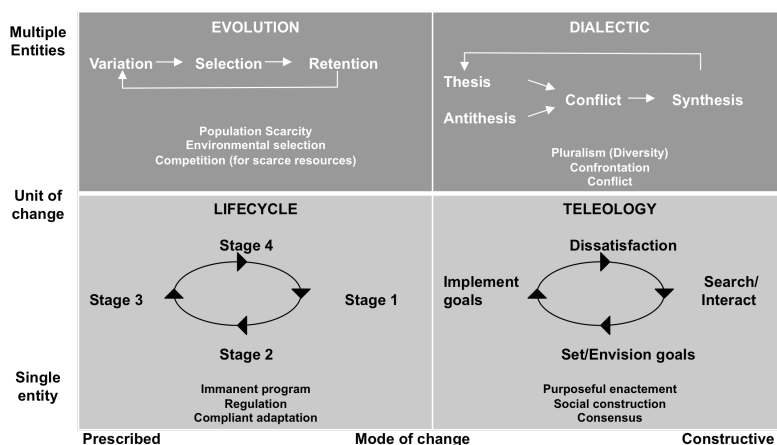 Multiple
Entities
EVOLUTION
Variation Selection Retention
Population Scarcity
Environmental selection
Competition (for scarce resources)
DIALECTIC
Thesis
Antithesis
Conflict Synthesis
Pluralism (Diversity)
Confrontation
Conflict
Unit of
change
LIFECYCLE
Stage 4
Stage 3 Stage 1
Stage 2
Immanent program
Regulation
Compliant adaptation
TELEOLOGY
Dissatisfaction
Implement
goals
Search/
Interact
Set/Envision goals
Purposeful enactement
Social construction
Consensus
Single
entity
Prescribed Mode of change Constructive